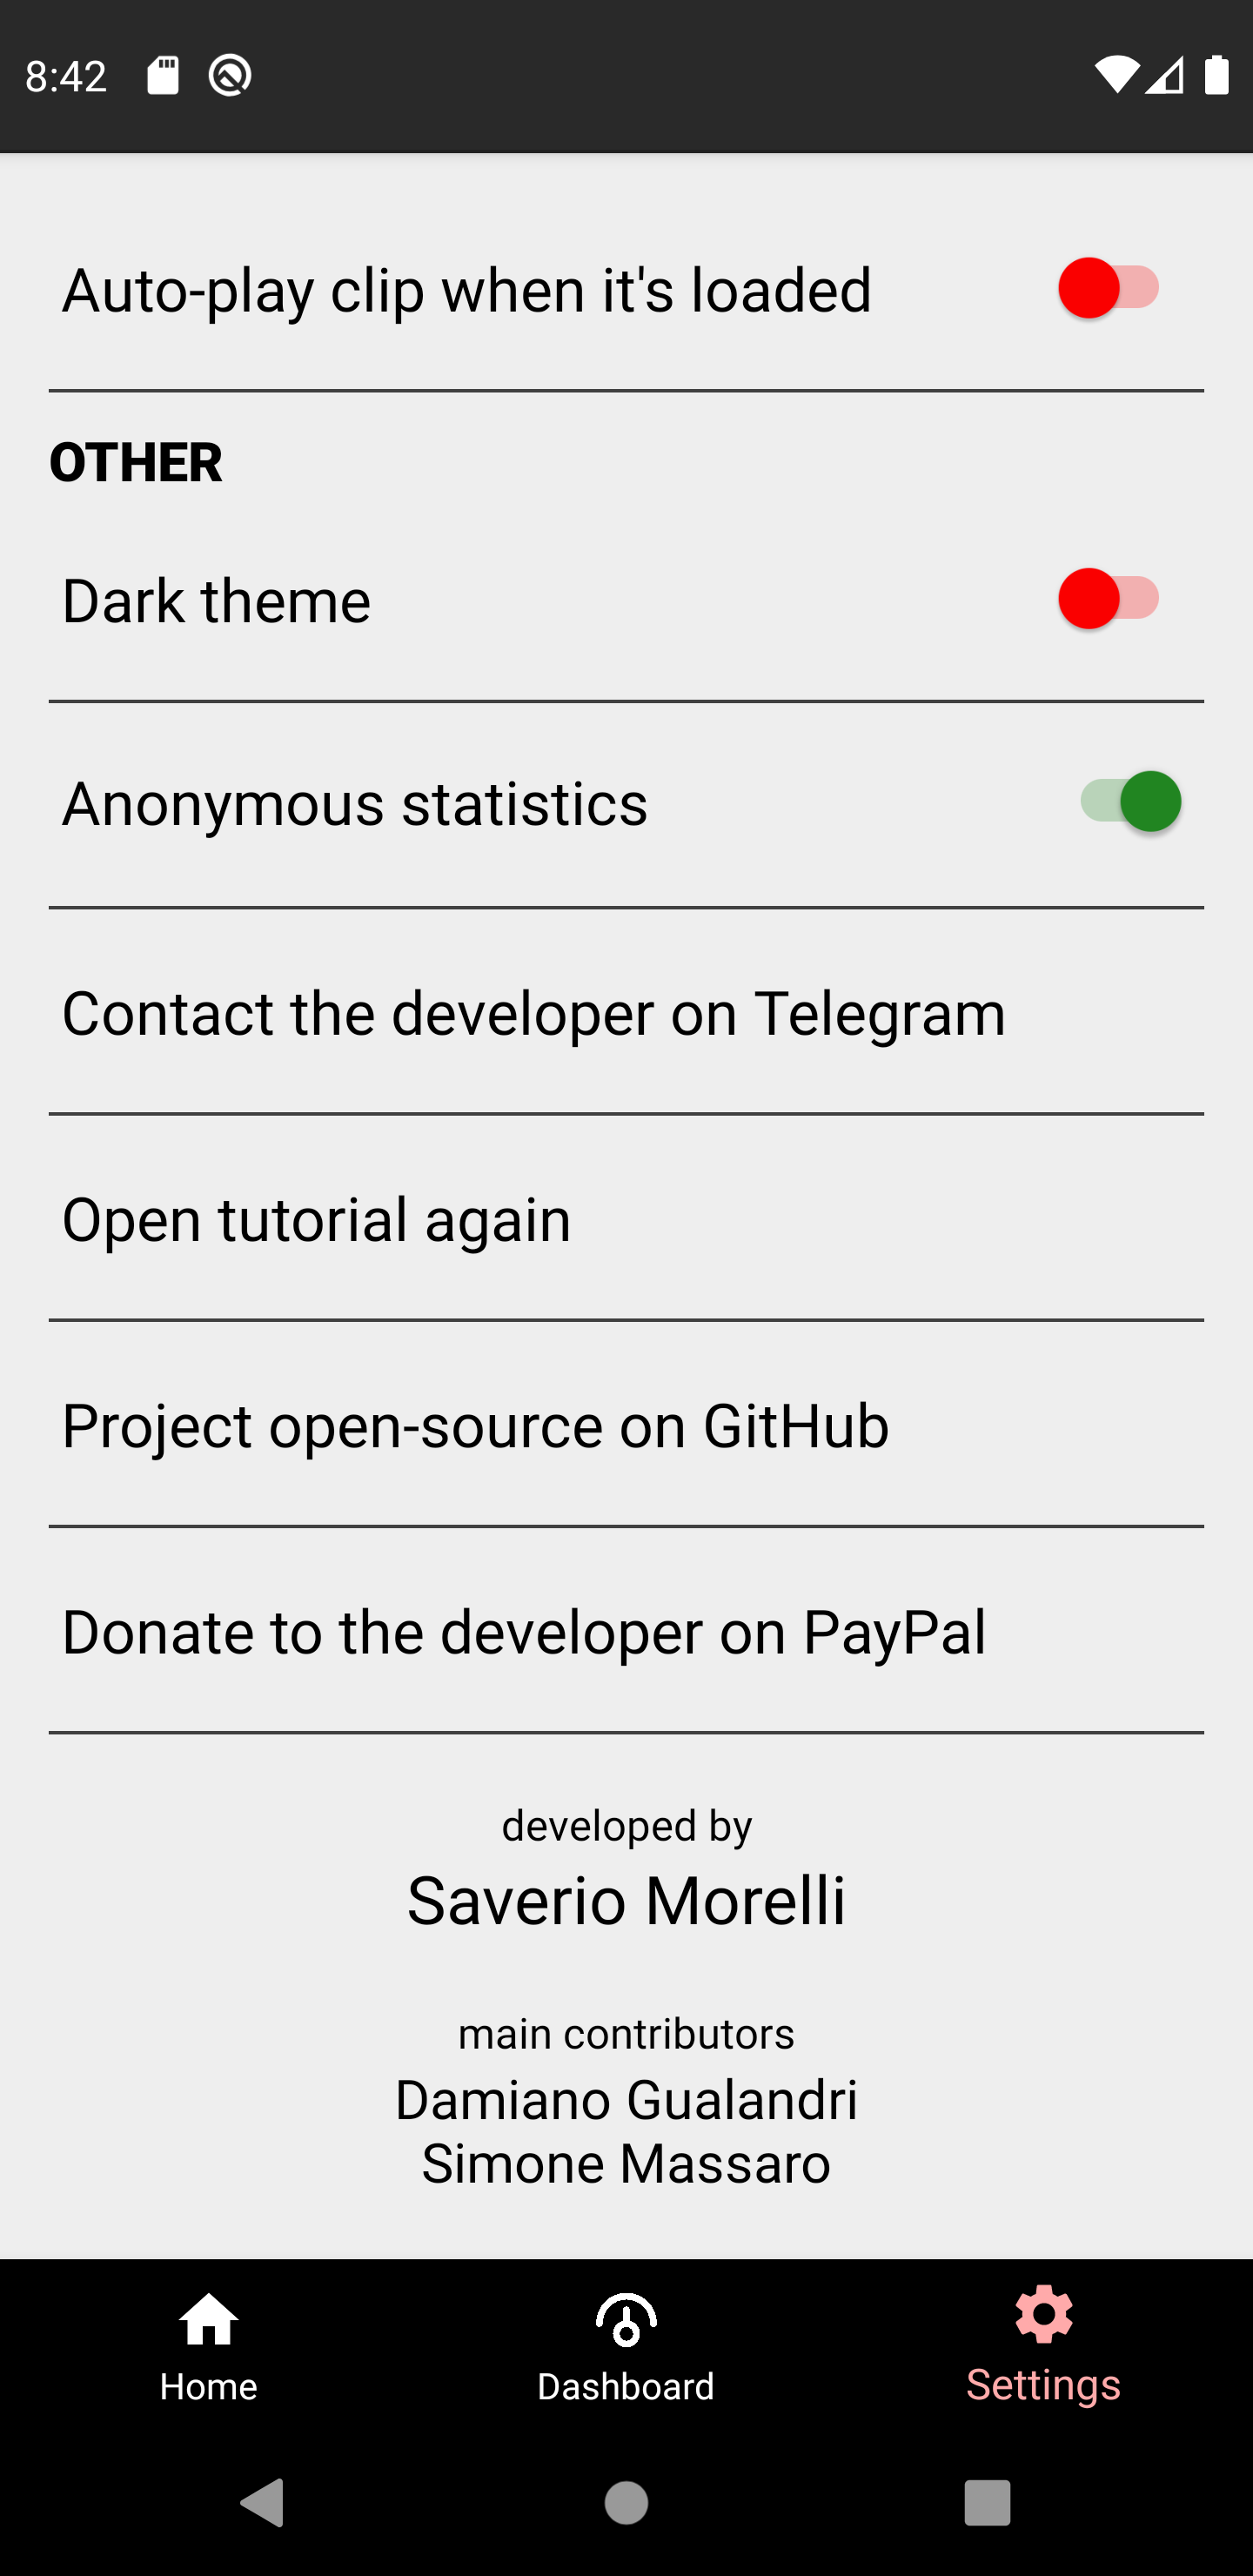 8:42
Auto-play clip when it's loaded
OTHER
Dark theme
Anonymous statistics
Contact the developer on Telegram
Open tutorial again
Project open-source on GitHub
Donate to the developer on PayPal
developed by
Saverio Morelli
main contributors
Damiano Gualandri
Simone Massaro
Home
Dashboard
Settings